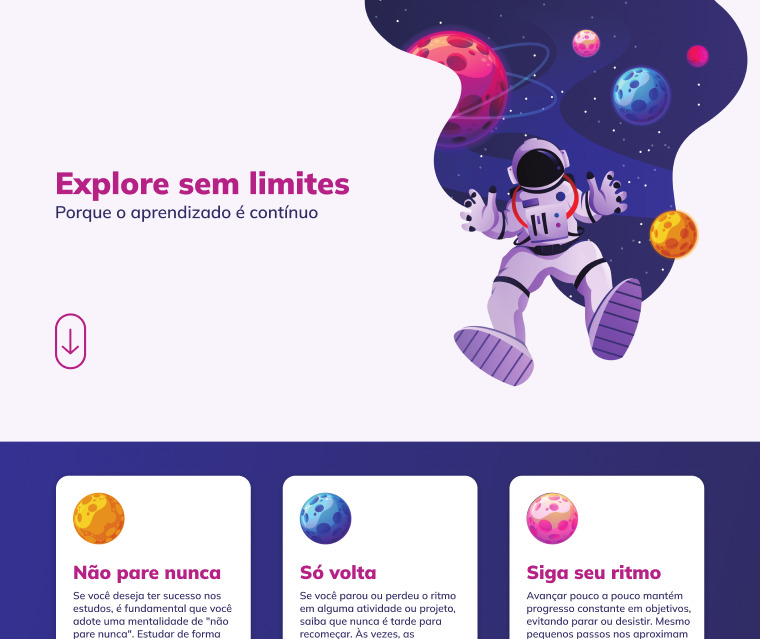 Explore sem limites
Porque o aprendizado é contínuo
Não pare nunca
Se você deseja ter sucesso nos
estudos, é fundamental que você
adote uma mentalidade de "não
pare nunca". Estudar de forma
Só volta
Se você parou ou perdeu o ritmo
em alguma atividade ou projeto,
saiba que nunca é tarde para
recomeçar. Às vezes, as
Siga seu ritmo
Avançar pouco a pouco mantém
progresso constante em objetivos,
evitando parar ou desistir. Mesmo
pequenos passos nos aproximam